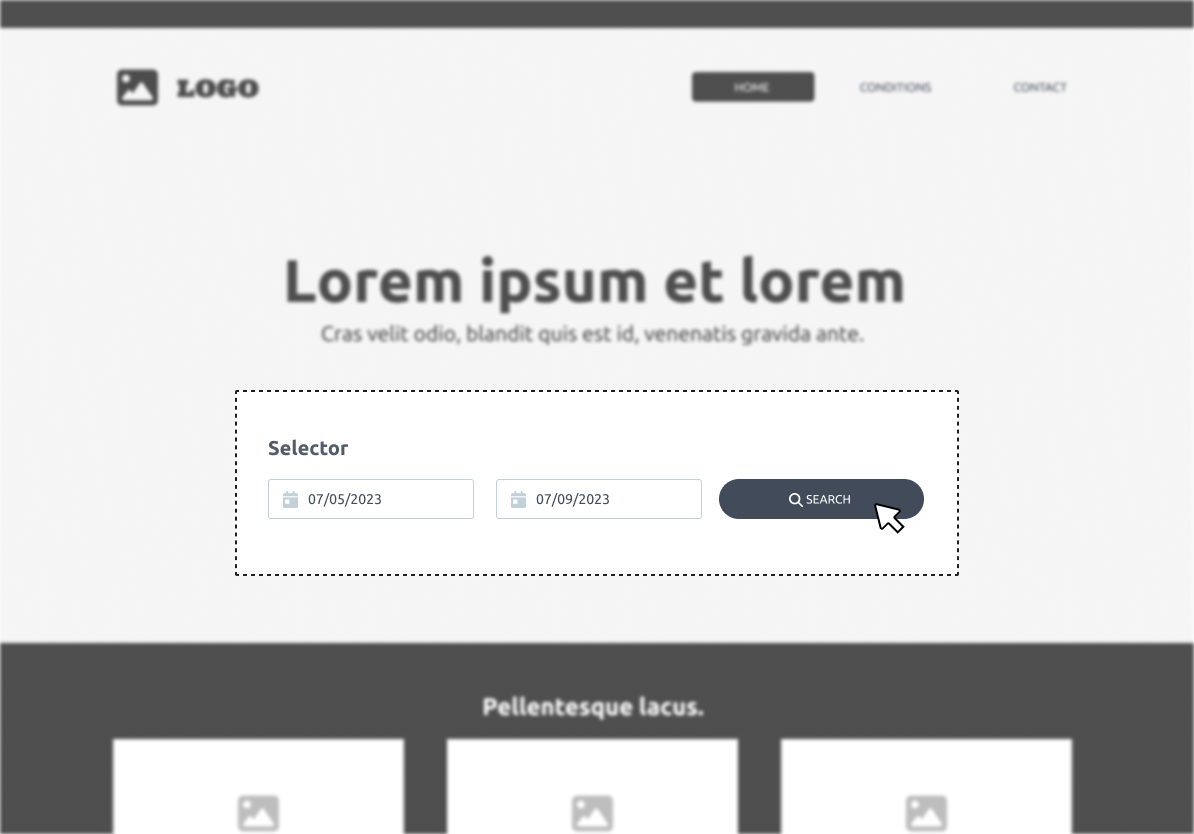 LOGO
HOME CONDITIONS CONTACT
Lorem ipsum et lorem
Cras velit odio, blandit quis est id, venenatis gravida ante.
Selector
07/05/2023 07/09/2023 SEARCH
Pellentesque lacus.